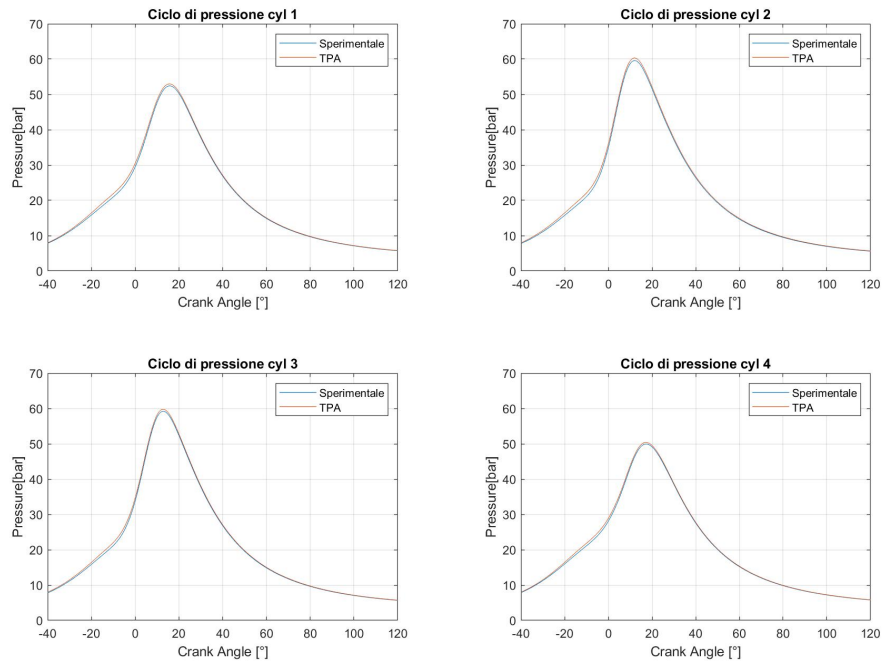 Ciclo di pressione cyl 1
70
60
50
40
30
20
10
0
Pressure[bar]
Sperimentale
TPA
-40 -20 0 20 40 60 80 100 120
Crank Angle [°]
Ciclo di pressione cyl 2
70
60
50
40
30
20
10
0
Pressure[bar]
Sperimentale
TPA
-40 -20 0 20 40 60 80 100 120
Crank Angle [°]
Ciclo di pressione cyl 3
70
60
50
40
30
20
10
0
Pressure[bar]
Sperimentale
TPA
-40 -20 0 20 40 60 80 100 120
Crank Angle [°]
Ciclo di pressione cyl 4
70
60
50
40
30
20
10
0
Pressure[bar]
Sperimentale
TPA
-40 -20 0 20 40 60 80 100 120
Crank Angle [°]